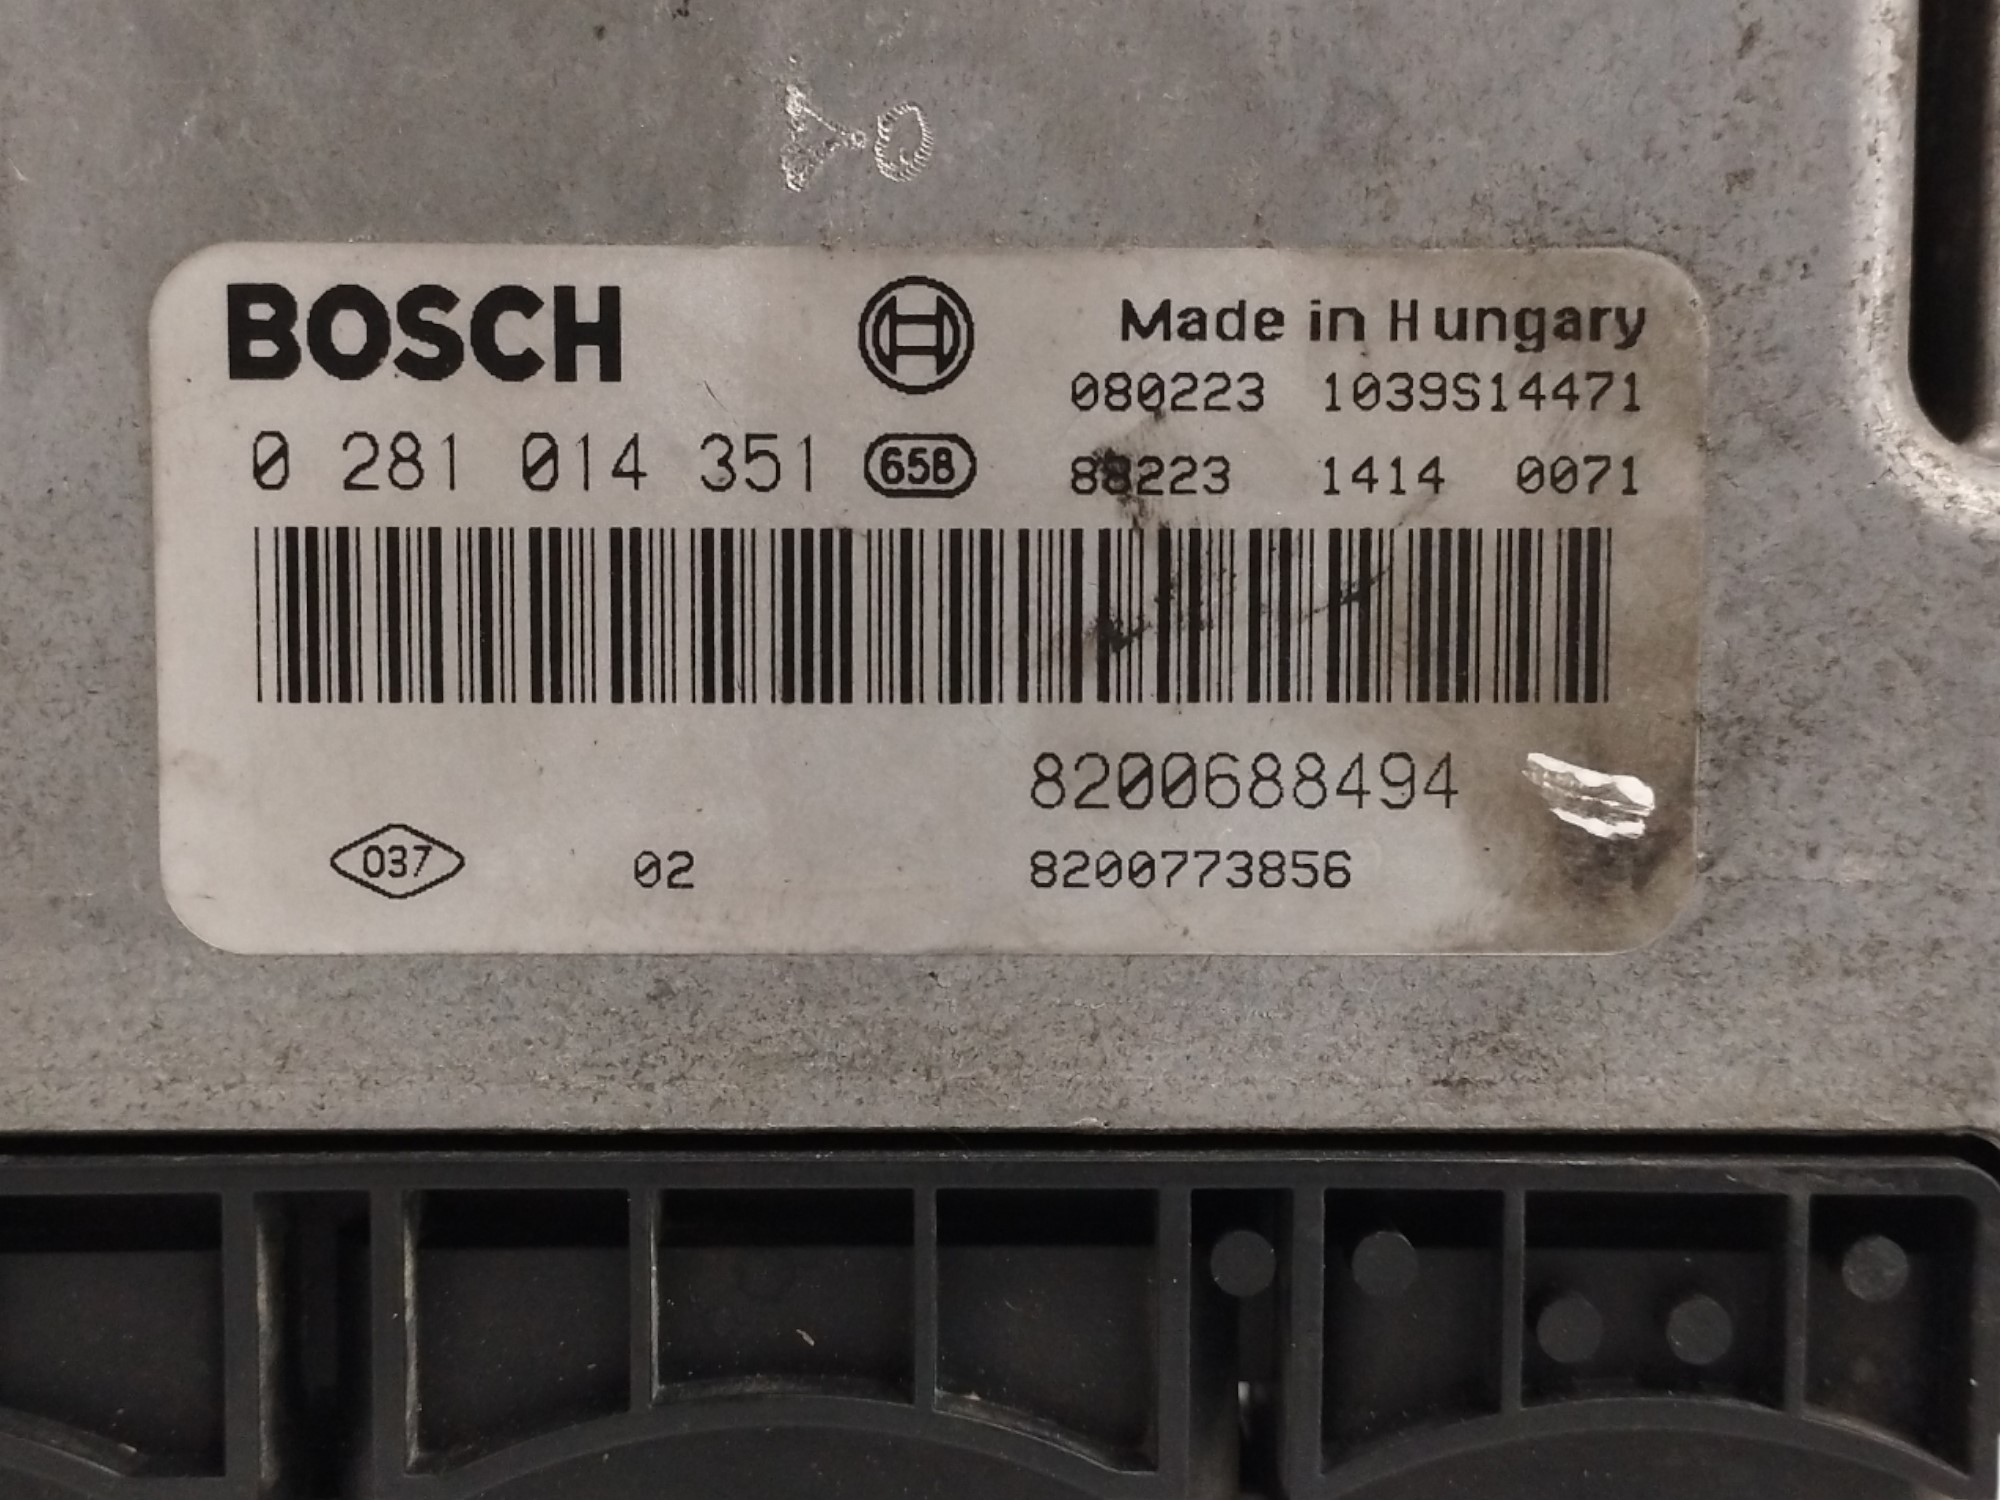 BOSCH
Made in Hungary
080223 1039S14471
0 281 014 351 658
88223 1414 0071
8200688494
037 02 8200773856